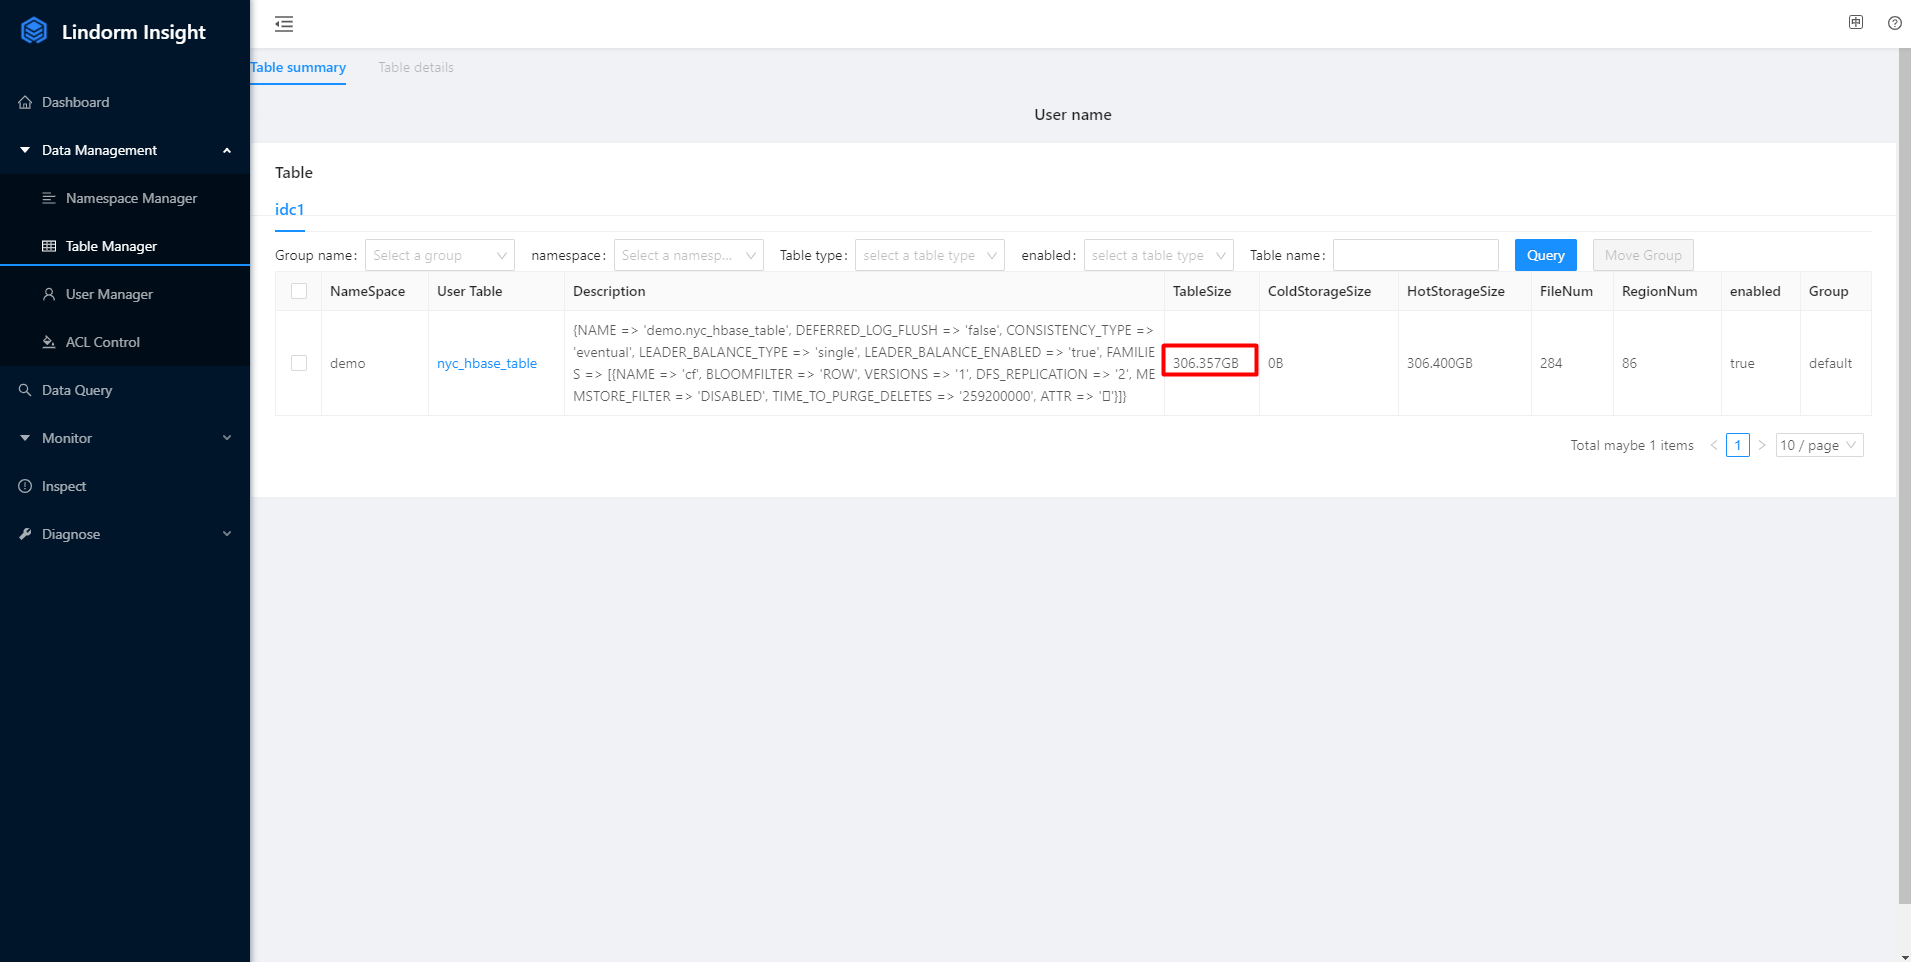 Lindorm Insight
中
Table summary Table details
Dashboard
User name
Data Management
Table
Namespace Manager
idc1
Table Manager
Group name: Select a group namespace: Select a namesp... Table type: select a table type enabled: select a table type Table name: Query Move Group
NameSpace User Table Description TableSize ColdStorageSize HotStorageSize FileNum RegionNum enabled Group
User Manager
{NAME => 'demo.nyc_hbase_table', DEFERRED_LOG_FLUSH => 'false', CONSISTENCY_TYPE =>
'eventual', LEADER_BALANCE_TYPE => 'single', LEADER_BALANCE_ENABLED => 'true', FAMILIE
S => [{NAME => 'cf', BLOOMFILTER => 'ROW', VERSIONS => '1', DFS_REPLICATION => '2', ME
MSTORE_FILTER => 'DISABLED', TIME_TO_PURGE_DELETES => '259200000', ATTR => '▯'}]}
demo nyc_hbase_table 306.357GB 0B 306.400GB 284 86 true default
ACL Control
Data Query
Monitor
Total maybe 1 items < 1 > 10 / page
Inspect
Diagnose